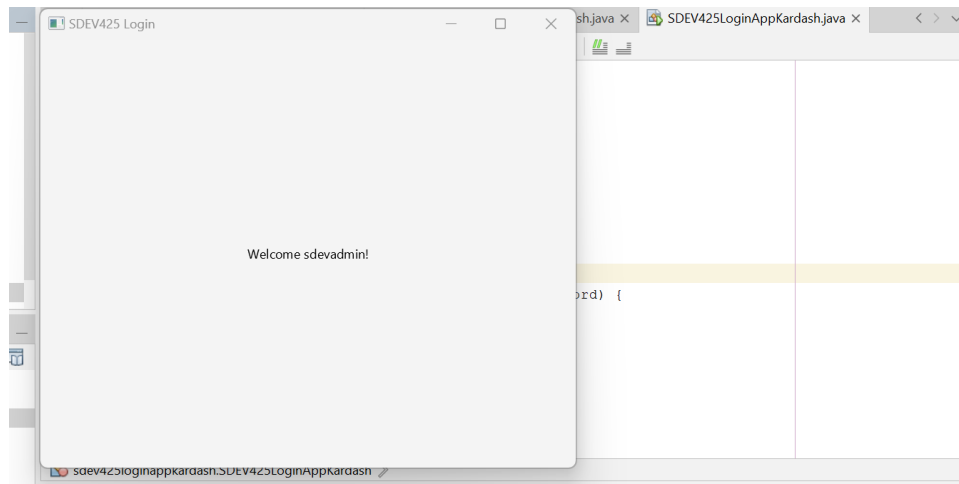 SDEV425 Login
sh.java
SDEV425LoginAppKardash.java
Welcome sdevadmin!
ord) {
sdev425loginappkardash.SDEV425LoginAppKardash